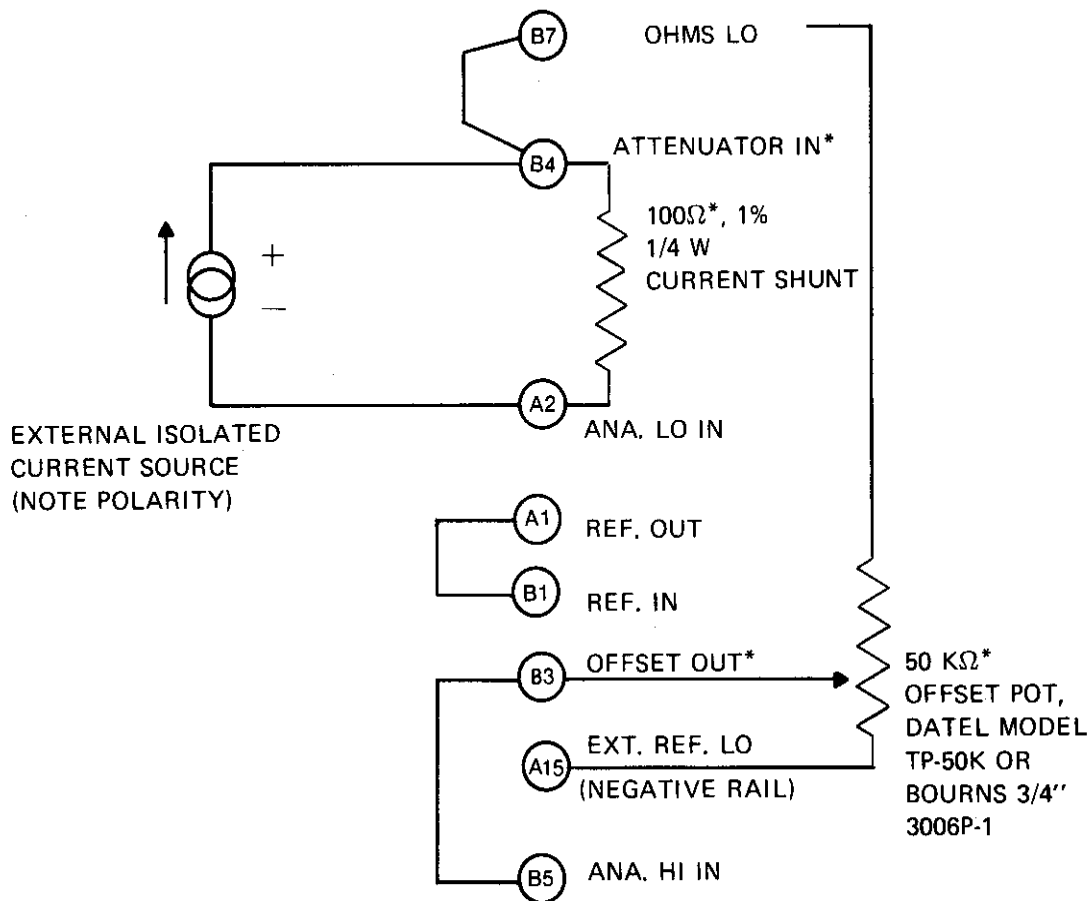 B7 OHMS LO
B4 ATTENUATOR IN*
100Ω*, 1%
1/4 W
CURRENT SHUNT
+
−
A2 ANA. LO IN
EXTERNAL ISOLATED
CURRENT SOURCE
(NOTE POLARITY)
A1 REF. OUT
B1 REF. IN
B3 OFFSET OUT*
A15 EXT. REF. LO
(NEGATIVE RAIL)
50 KΩ*
OFFSET POT,
DATEL MODEL
TP-50K OR
BOURNS 3/4''
3006P-1
B5 ANA. HI IN